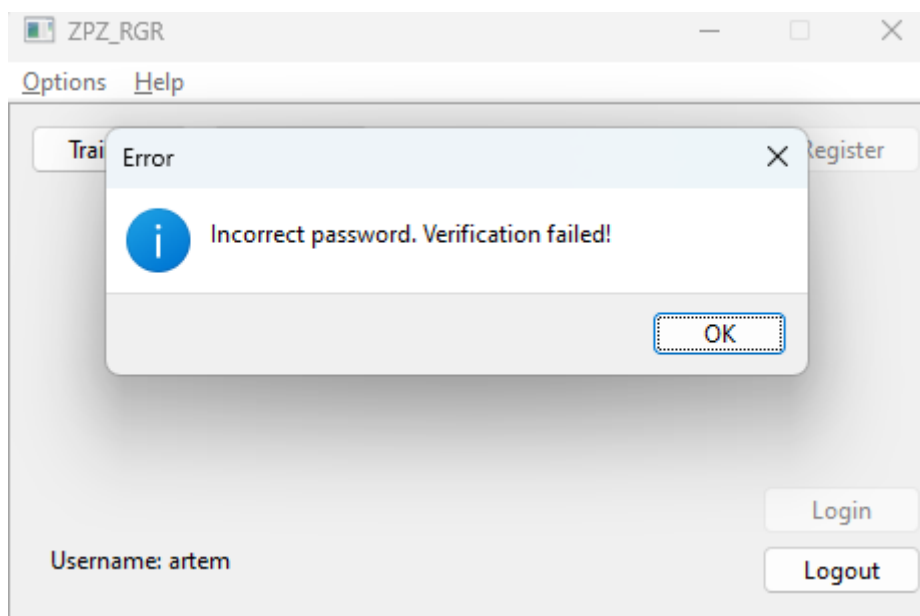 ZPZ_RGR
Options Help
Error
Incorrect password. Verification failed!
OK
Login
Username: artem
Logout